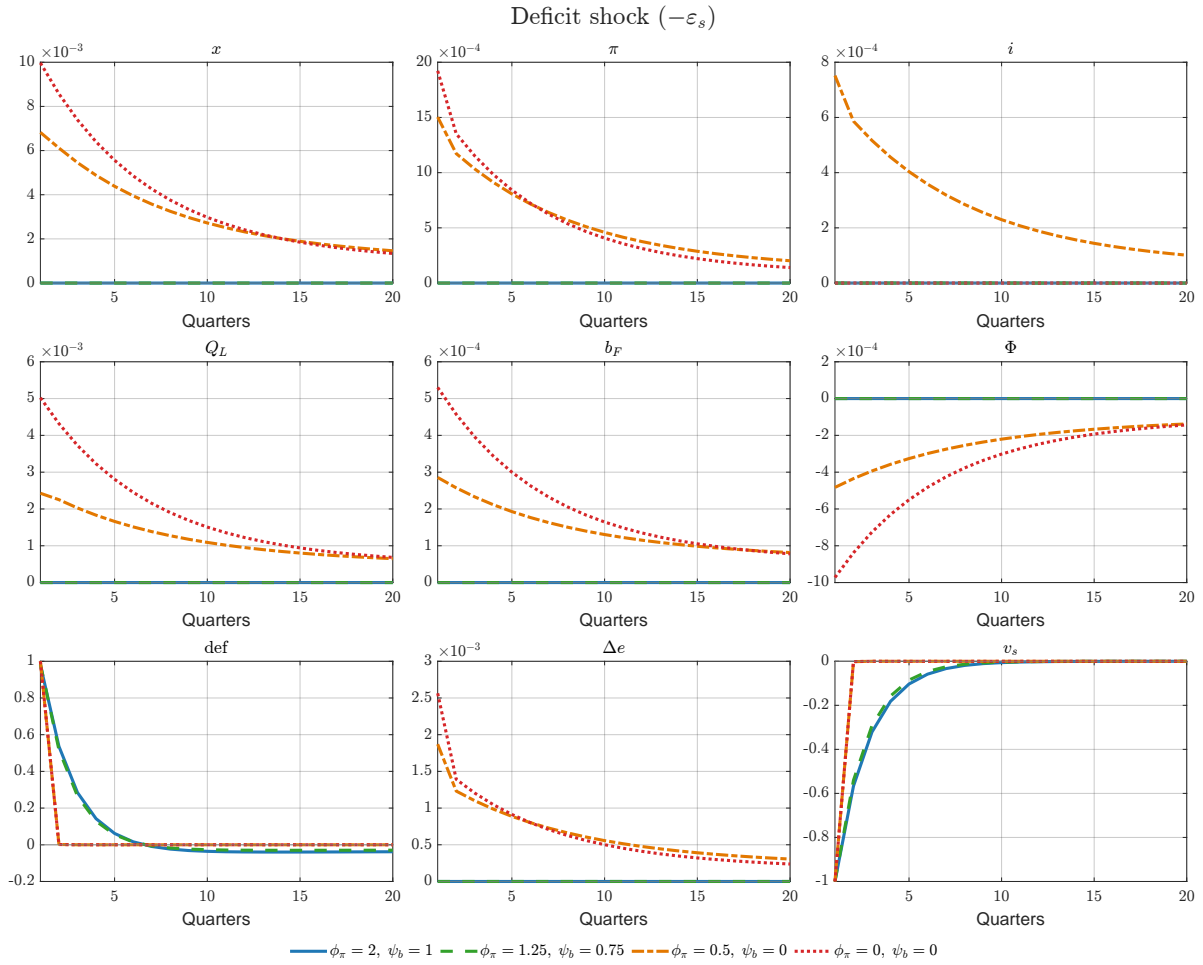 Deficit shock (−ε_s)
x π i
×10⁻³ ×10⁻⁴ ×10⁻⁴
10 20 8
8 15 6
6 10 4
4 5 2
2
0 0 0
5 10 15 20 5 10 15 20 5 10 15 20
Quarters Quarters Quarters
Q_L b_F Φ
×10⁻³ ×10⁻⁴ ×10⁻⁴
6 6 2
5 5 0
4 4 -2
3 3 -4
2 2 -6
1 1 -8
0 0 -10
5 10 15 20 5 10 15 20 5 10 15 20
Quarters Quarters Quarters
def Δe v_s
×10⁻³
1 3 0
0.8 2.5 -0.2
0.6 2 -0.4
0.4 1.5 -0.6
0.2 1 -0.8
0 0.5 -1
-0.2 0
5 10 15 20 5 10 15 20 5 10 15 20
Quarters Quarters Quarters
ϕ_π = 2, ψ_b = 1 ϕ_π = 1.25, ψ_b = 0.75 ϕ_π = 0.5, ψ_b = 0 ϕ_π = 0, ψ_b = 0